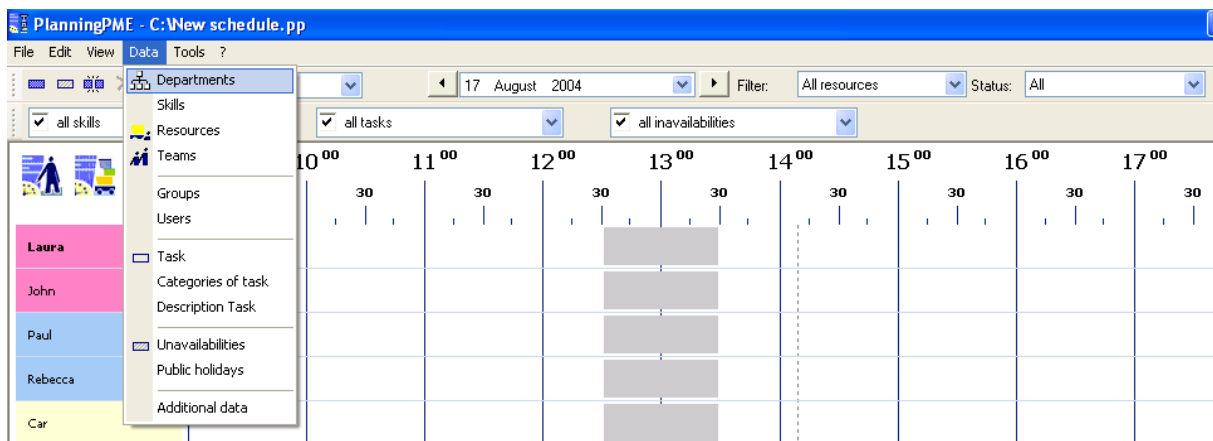 PlanningPME - C:\New schedule.pp
File Edit View Data Tools ?
17 August 2004 Filter: All resources Status: All
all skills all tasks all inavailabilities
Departments
Skills
Resources
Teams
Groups
Users
Task
Categories of task
Description Task
Unavailabilities
Public holidays
Additional data
10 00 11 00 12 00 13 00 14 00 15 00 16 00 17 00
30 30 30 30 30 30 30 30
Laura
John
Paul
Rebecca
Car